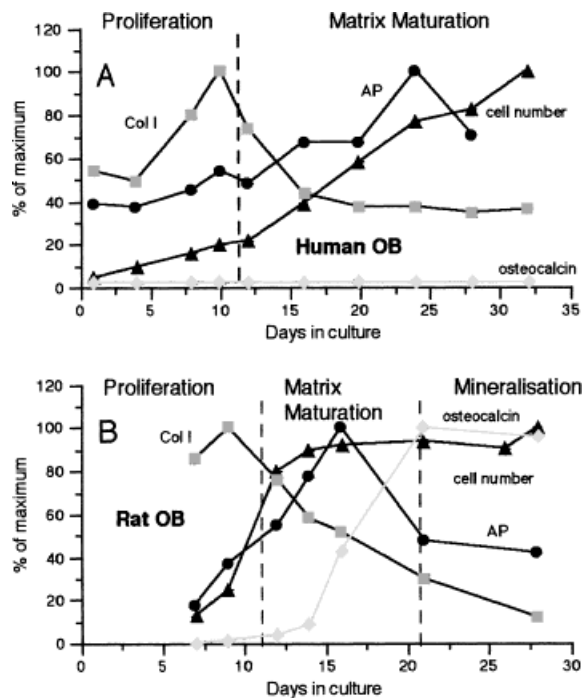 Proliferation Matrix Maturation
120
A
100
AP
Col I
cell number
80
60
40
20
Human OB
osteocalcin
0
% of maximum
0 5 10 15 20 25 30 35
Days in culture
Proliferation Matrix Maturation Mineralisation
120
B
osteocalcin
Col I
100
80
cell number
60
Rat OB
AP
40
20
0
% of maximum
0 5 10 15 20 25 30
Days in culture